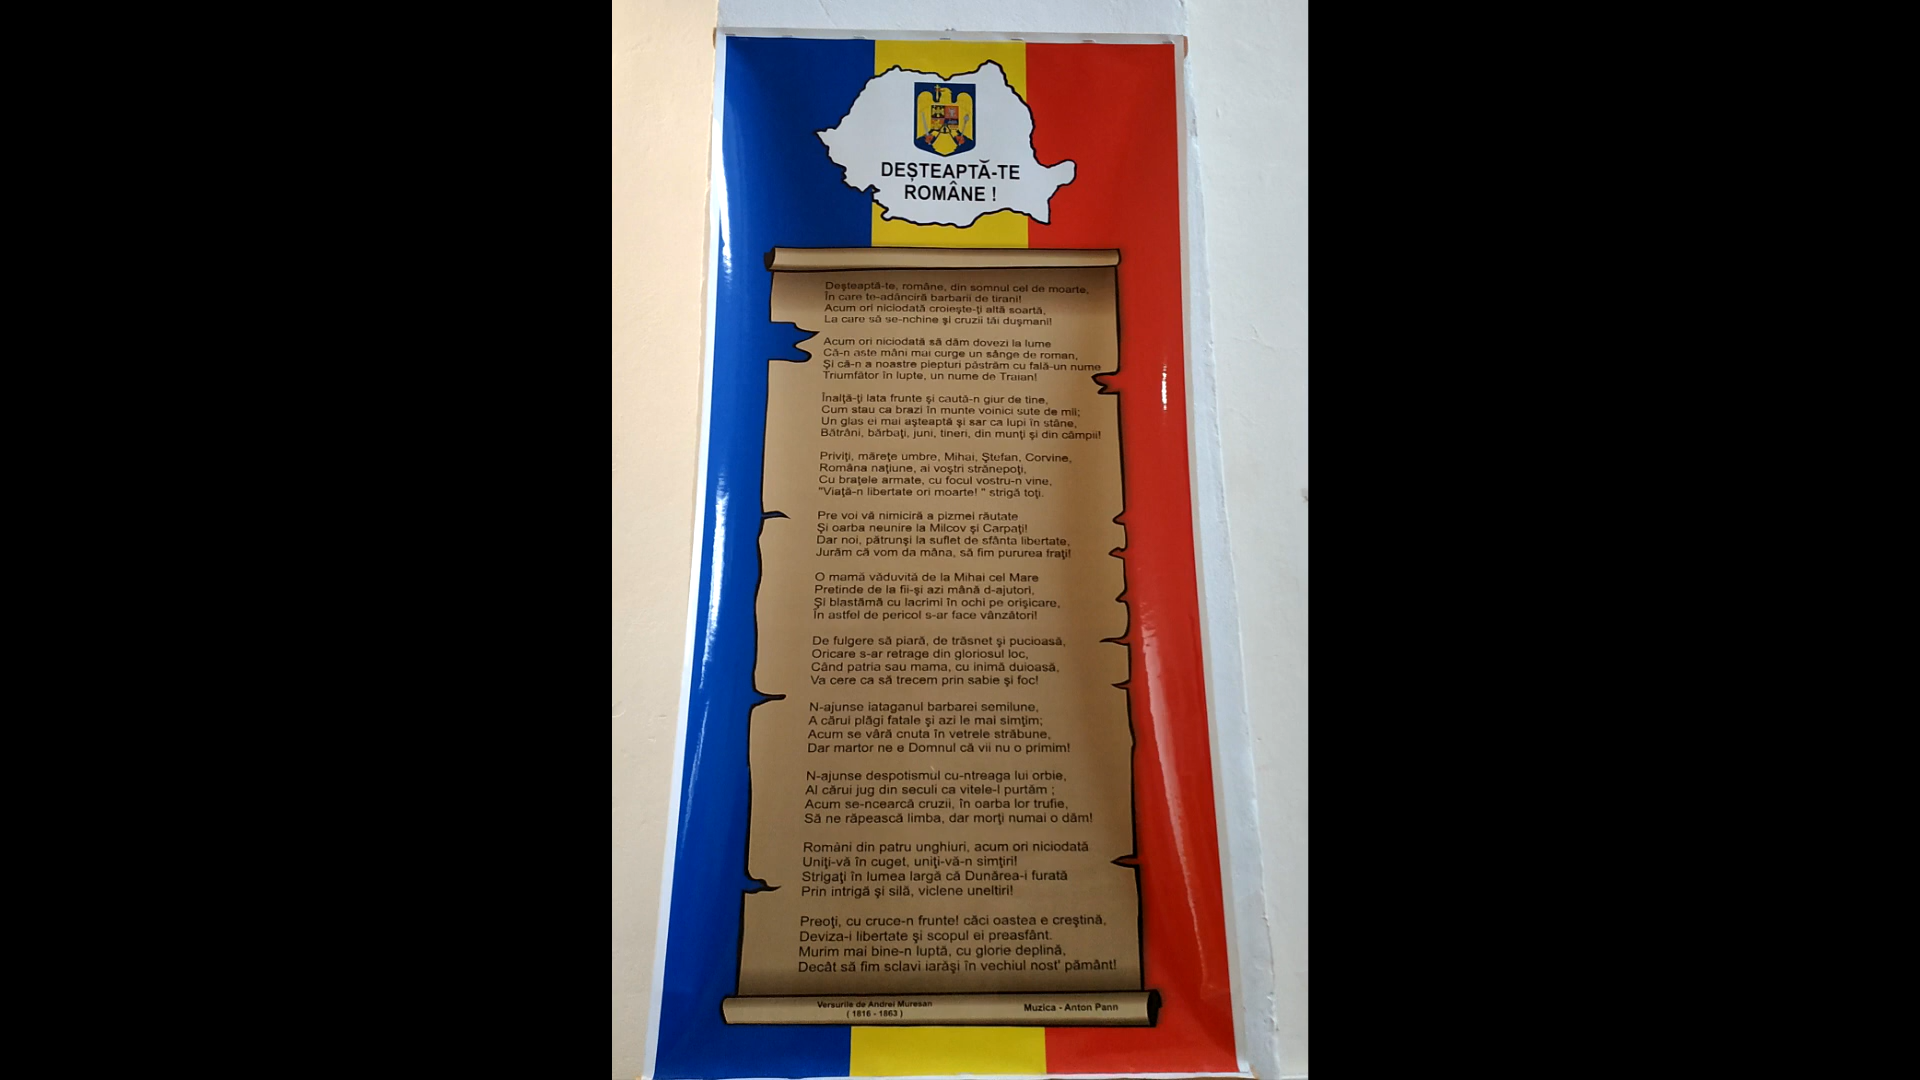 DEȘTEAPTĂ-TE
ROMÂNE !
Deşteaptă-te, române, din somnul cel de moarte,
În care te-adânciră barbarii de tirani!
Acum ori niciodată croieşte-ţi altă soartă,
La care să se-nchine şi cruzii tăi duşmani!
Acum ori niciodată să dăm dovezi la lume
Că-n aste mâni mai curge un sânge de roman,
Şi că-n a noastre piepturi păstrăm cu fală-un nume
Triumfător în lupte, un nume de Traian!
Înalţă-ţi lata frunte şi caută-n giur de tine,
Cum stau ca brazi în munte voinici sute de mii;
Un glas ei mai aşteaptă şi sar ca lupi în stâne,
Bătrâni, bărbaţi, juni, tineri, din munţi şi din câmpii!
Priviţi, măreţe umbre, Mihai, Ştefan, Corvine,
Româna naţiune, ai voştri strănepoţi,
Cu braţele armate, cu focul vostru-n vine,
"Viaţă-n libertate ori moarte! " strigă toţi.
Pre voi vă nimiciră a pizmei răutate
Şi oarba neunire la Milcov şi Carpaţi!
Dar noi, pătrunşi la suflet de sfânta libertate,
Jurăm că vom da mâna, să fim pururea fraţi!
O mamă văduvită de la Mihai cel Mare
Pretinde de la fii-şi azi mână d-ajutori,
Şi blastămă cu lacrimi în ochi pe orişicare,
În astfel de pericol s-ar face vânzători!
De fulgere să piară, de trăsnet şi pucioasă,
Oricare s-ar retrage din gloriosul loc,
Când patria sau mama, cu inimă duioasă,
Va cere ca să trecem prin sabie şi foc!
N-ajunse iataganul barbarei semilune,
A cărui plăgi fatale şi azi le mai simţim;
Acum se vâră cnuta în vetrele străbune,
Dar martor ne e Domnul că vii nu o primim!
N-ajunse despotismul cu-ntreaga lui orbie,
Al cărui jug din seculi ca vitele-l purtăm ;
Acum se-ncearcă cruzii, în oarba lor trufie,
Să ne răpească limba, dar morţi numai o dăm!
Români din patru unghiuri, acum ori niciodată
Uniţi-vă în cuget, uniţi-vă-n simţiri!
Strigaţi în lumea largă că Dunărea-i furată
Prin intrigă şi silă, viclene uneltiri!
Preoţi, cu cruce-n frunte! căci oastea e creştină,
Deviza-i libertate şi scopul ei preasfânt.
Murim mai bine-n luptă, cu glorie deplină,
Decât să fim sclavi iarăşi în vechiul nost' pământ!
Versurile de Andrei Muresan
( 1816 - 1863 )
Muzica - Anton Pann